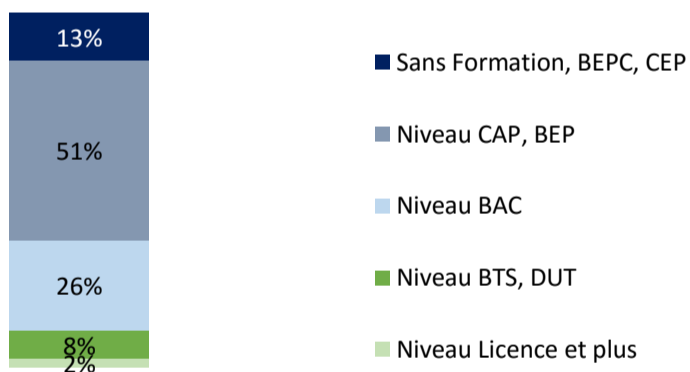 13%
51%
26%
8%
2%
Sans Formation, BEPC, CEP
Niveau CAP, BEP
Niveau BAC
Niveau BTS, DUT
Niveau Licence et plus